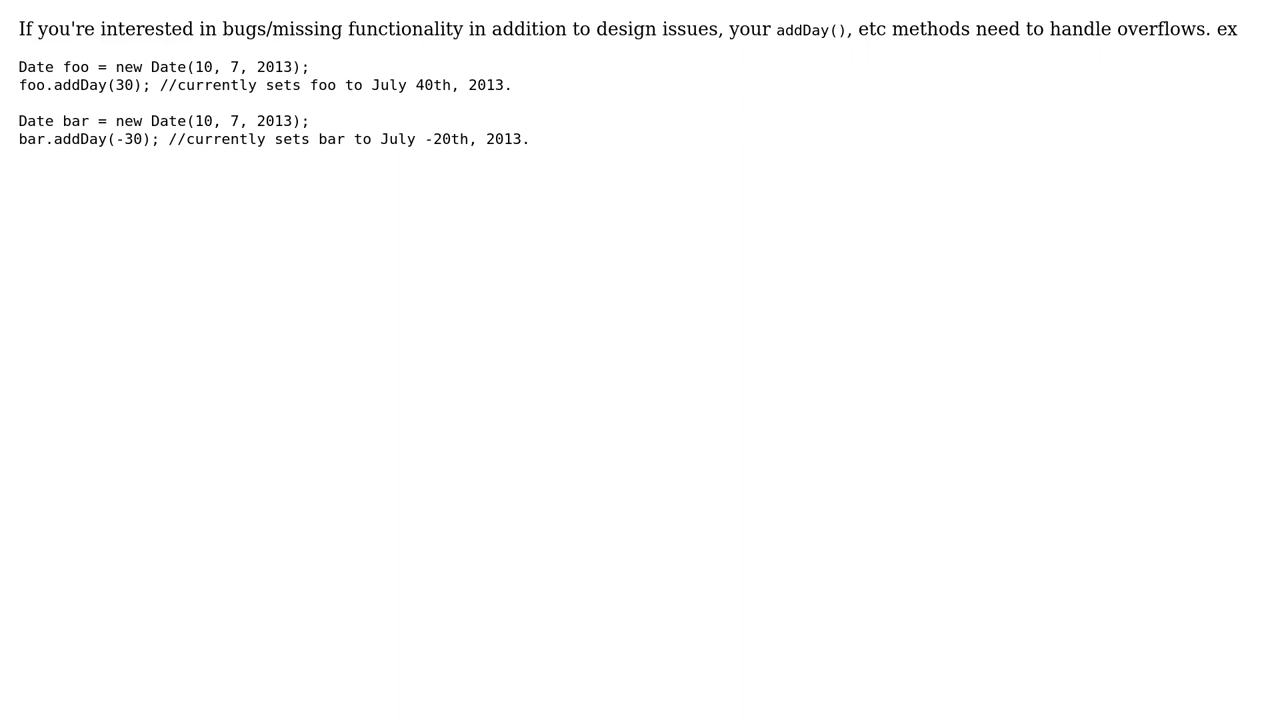 If you're interested in bugs/missing functionality in addition to design issues, your addDay(), etc methods need to handle overflows. ex
Date foo = new Date(10, 7, 2013);
foo.addDay(30); //currently sets foo to July 40th, 2013.
Date bar = new Date(10, 7, 2013);
bar.addDay(-30); //currently sets bar to July -20th, 2013.